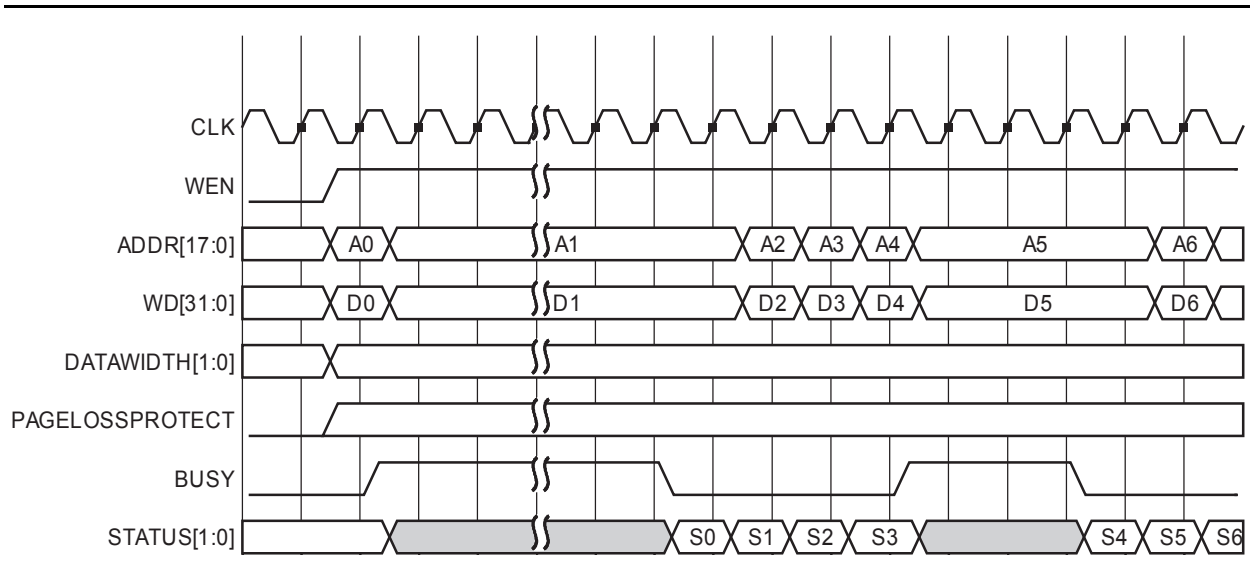 CLK
WEN
ADDR[17:0] A0 A1 A2 A3 A4 A5 A6
WD[31:0] D0 D1 D2 D3 D4 D5 D6
DATAWIDTH[1:0]
PAGELOSSPROTECT
BUSY
STATUS[1:0] S0 S1 S2 S3 S4 S5 S6